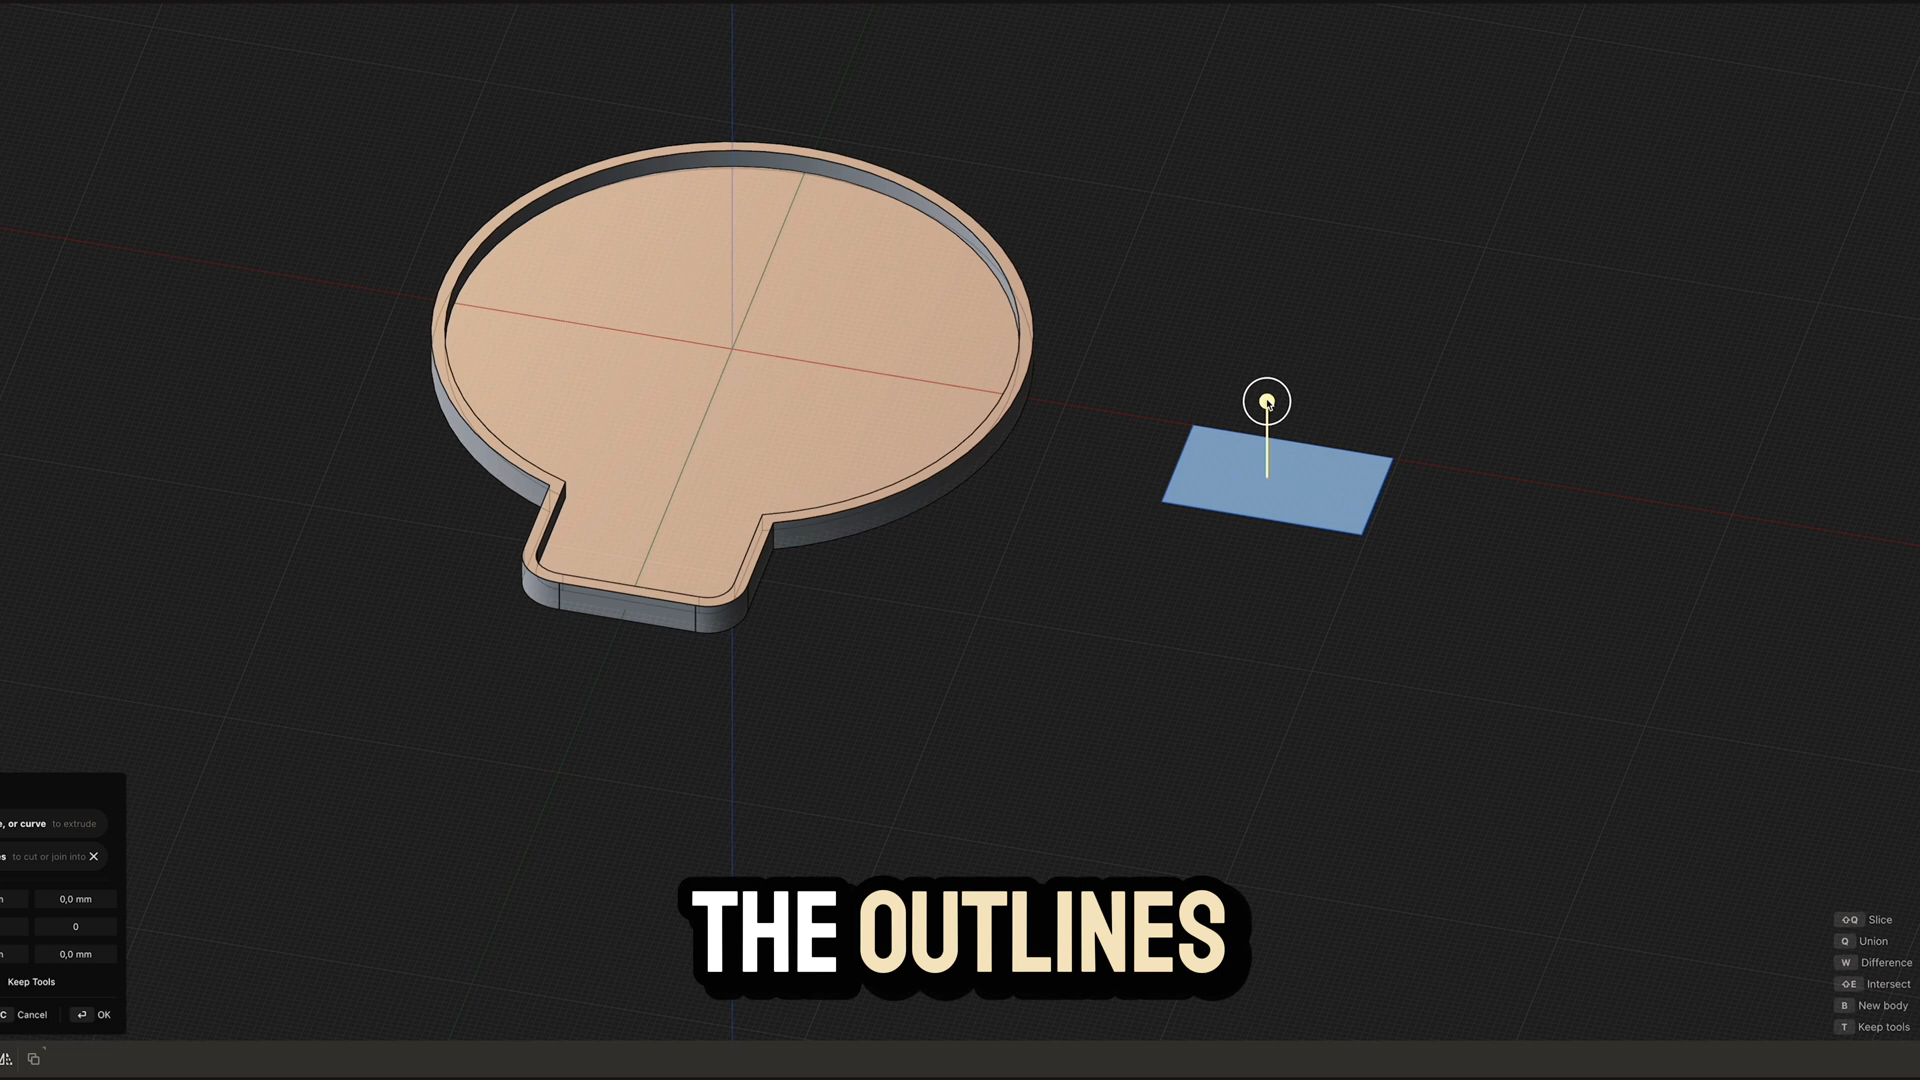 e, or curve to extrude
es to cut or join into
0,0 mm
0
0,0 mm
Keep Tools
C Cancel
OK
THE OUTLINES
Q Slice
Q Union
W Difference
E Intersect
B New body
T Keep tools